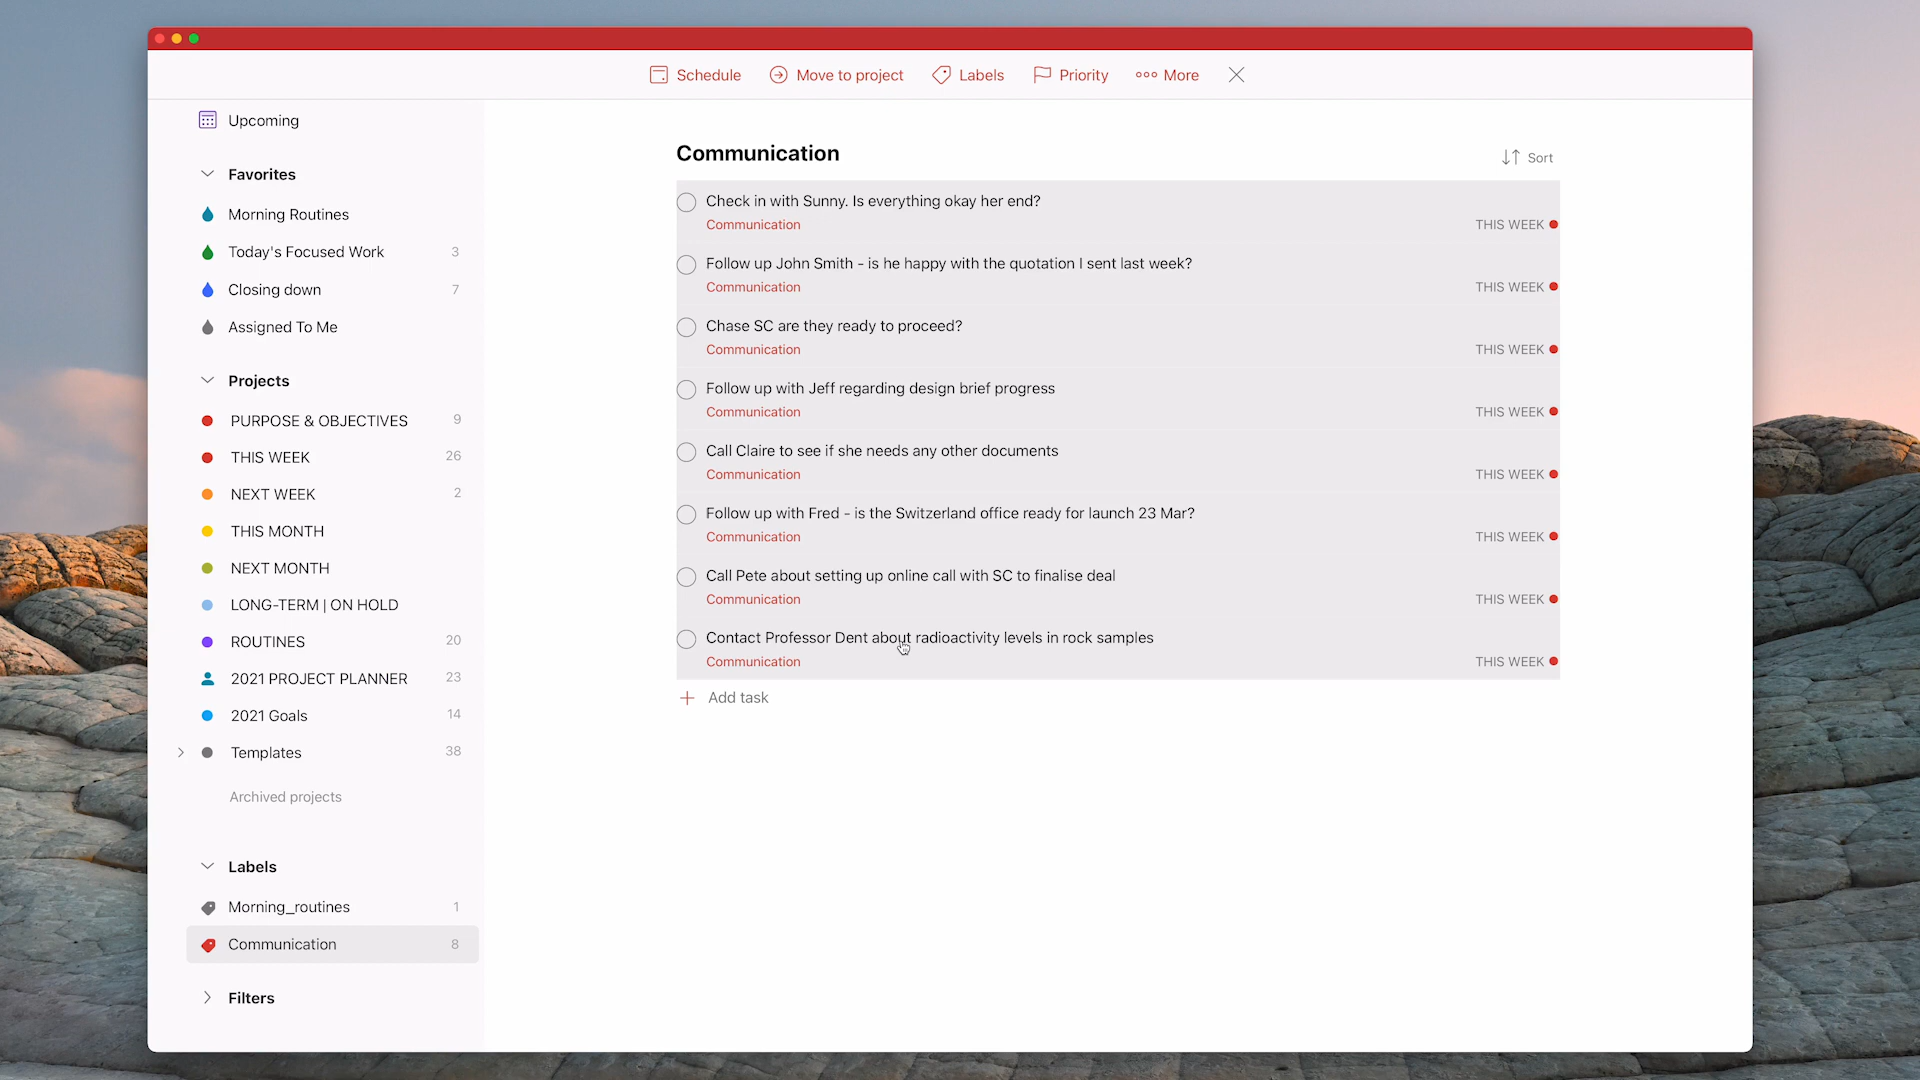 Schedule
Move to project
Labels
Priority
More
Upcoming
Favorites
Morning Routines
Today's Focused Work 3
Closing down 7
Assigned To Me
Projects
PURPOSE & OBJECTIVES 9
THIS WEEK 26
NEXT WEEK 2
THIS MONTH
NEXT MONTH
LONG-TERM | ON HOLD
ROUTINES 20
2021 PROJECT PLANNER 23
2021 Goals 14
Templates 38
Archived projects
Labels
Morning_routines 1
Communication 8
Filters
Communication
Sort
Check in with Sunny. Is everything okay her end?
Communication THIS WEEK
Follow up John Smith - is he happy with the quotation I sent last week?
Communication THIS WEEK
Chase SC are they ready to proceed?
Communication THIS WEEK
Follow up with Jeff regarding design brief progress
Communication THIS WEEK
Call Claire to see if she needs any other documents
Communication THIS WEEK
Follow up with Fred - is the Switzerland office ready for launch 23 Mar?
Communication THIS WEEK
Call Pete about setting up online call with SC to finalise deal
Communication THIS WEEK
Contact Professor Dent about radioactivity levels in rock samples
Communication THIS WEEK
Add task